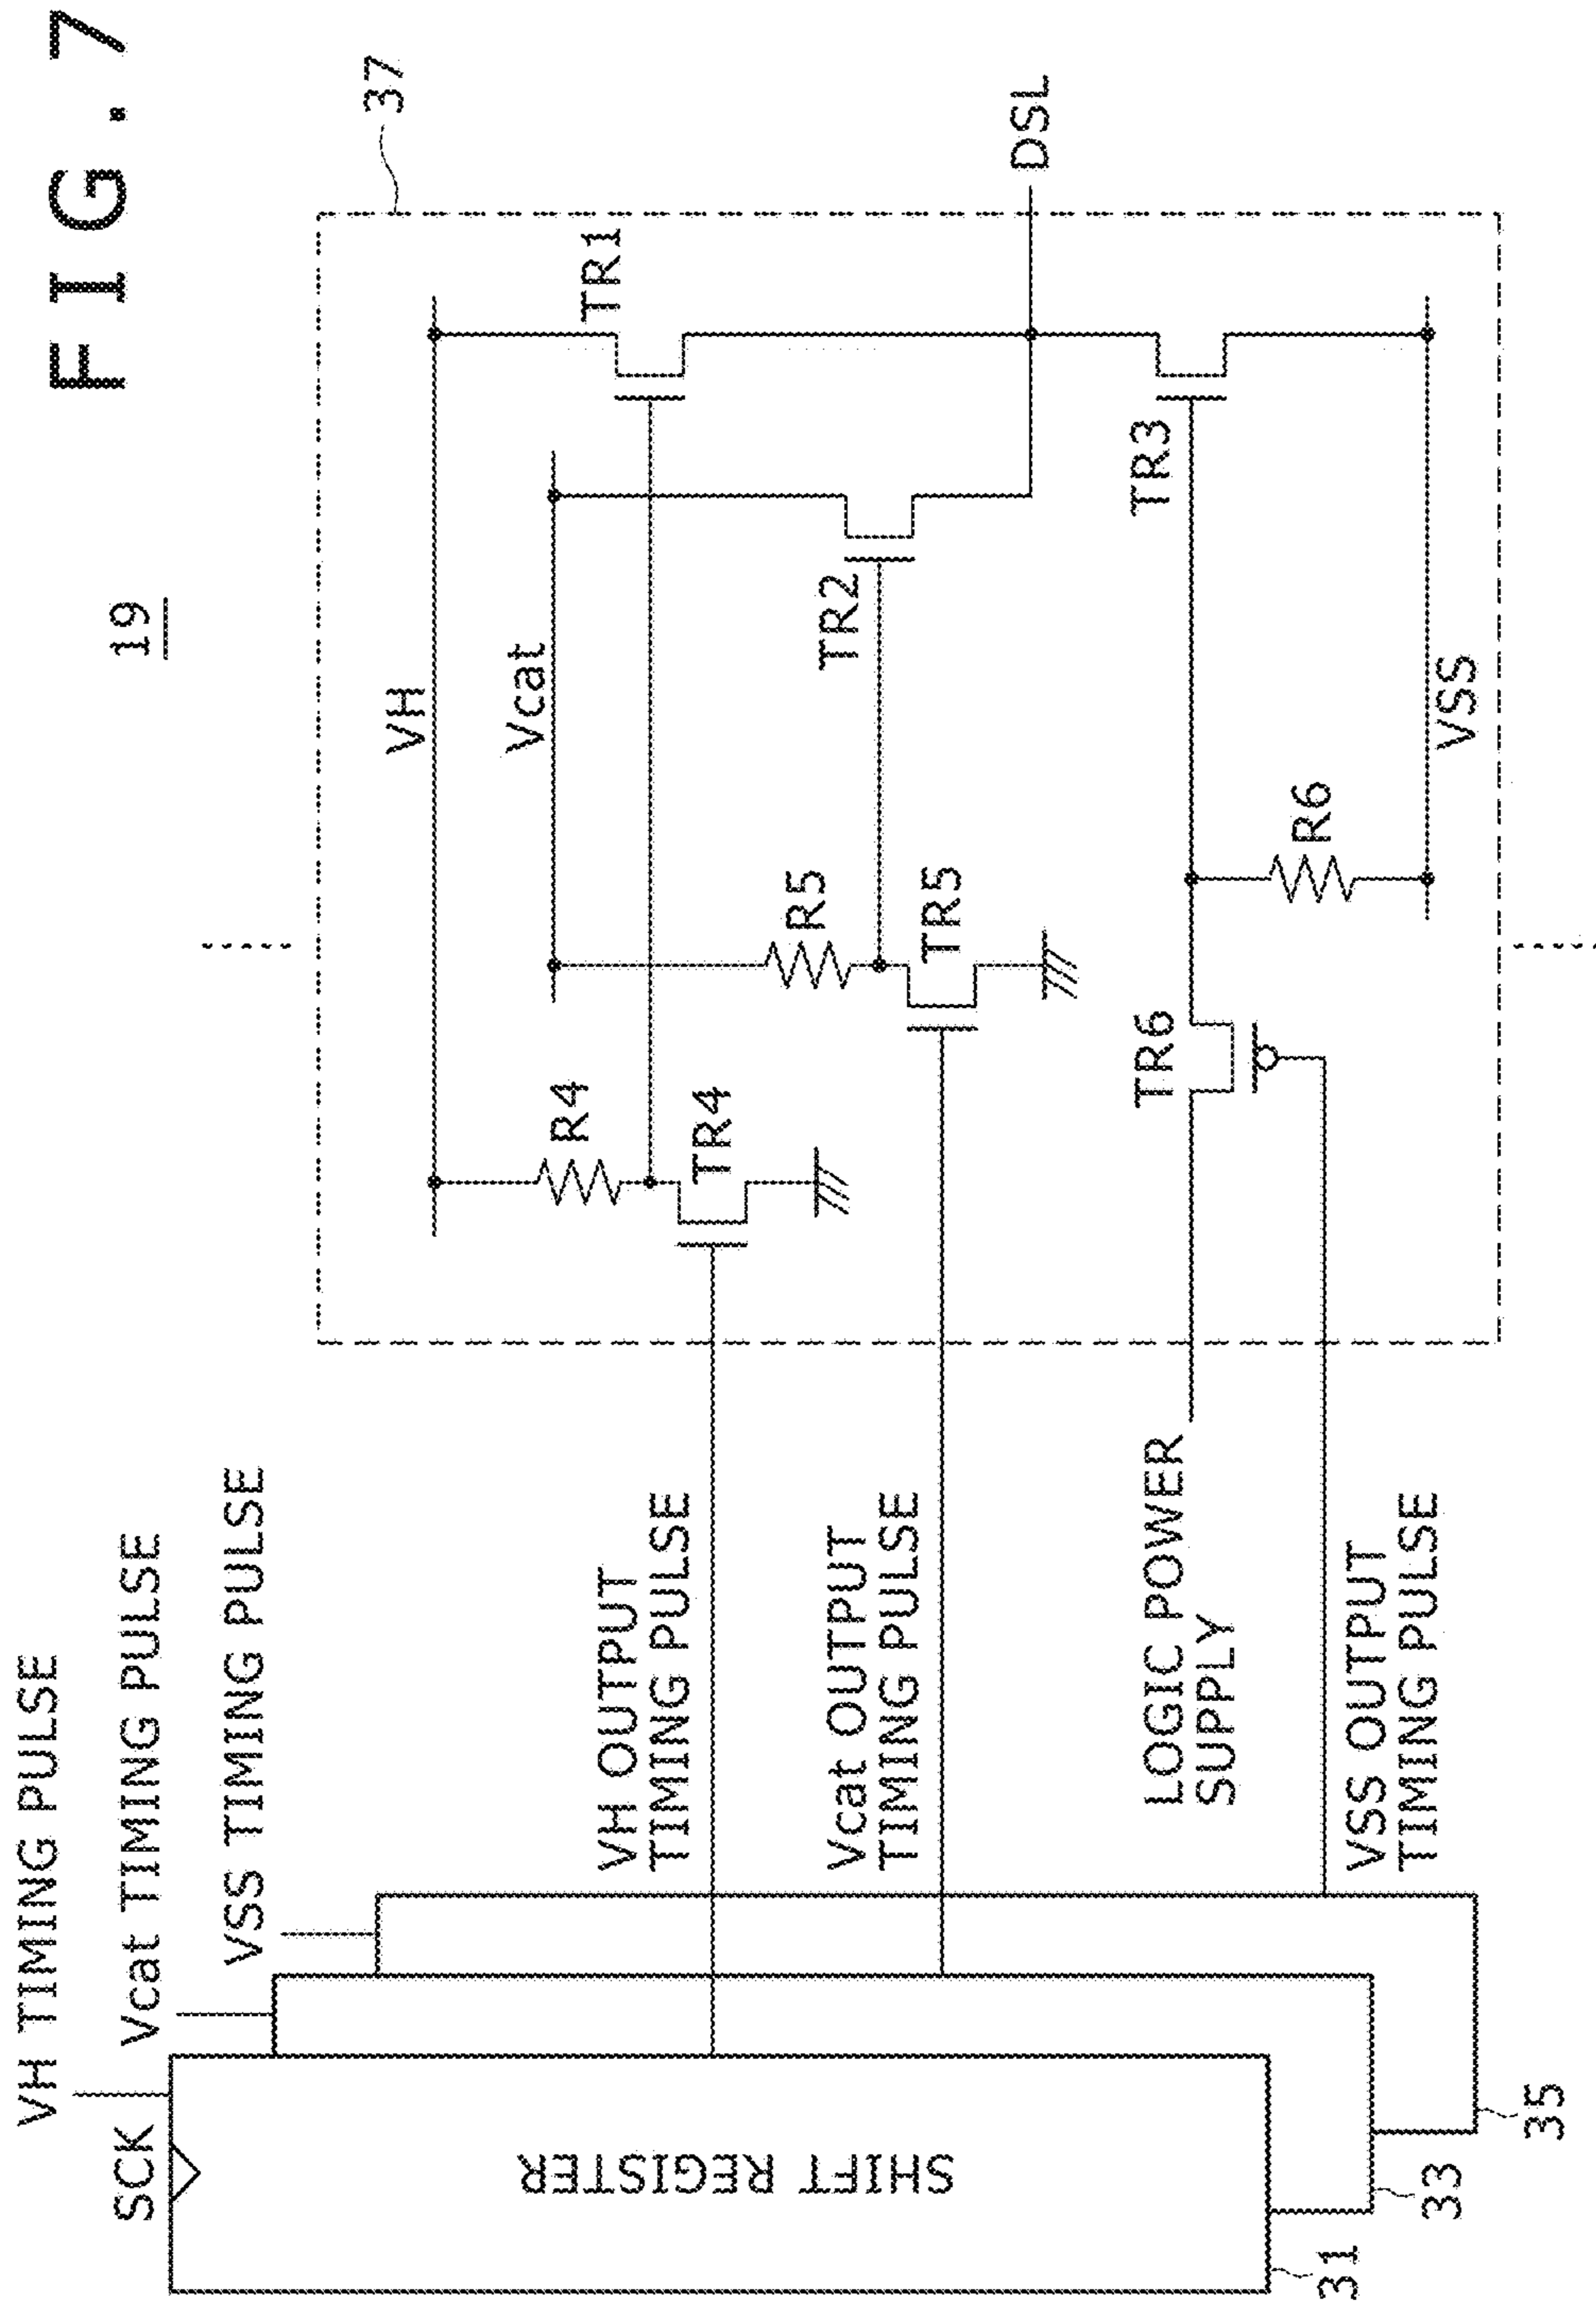 FIG. 7
19
VH TIMING PULSE
Vcat TIMING PULSE
VSS TIMING PULSE
SCK
SHIFT REGISTER
31
33
35
VH OUTPUT
TIMING PULSE
Vcat OUTPUT
TIMING PULSE
LOGIC POWER
SUPPLY
VSS OUTPUT
TIMING PULSE
37
VH
Vcat
R4
TR4
R5
TR5
TR6
R6
TR1
TR2
TR3
VSS
DSL